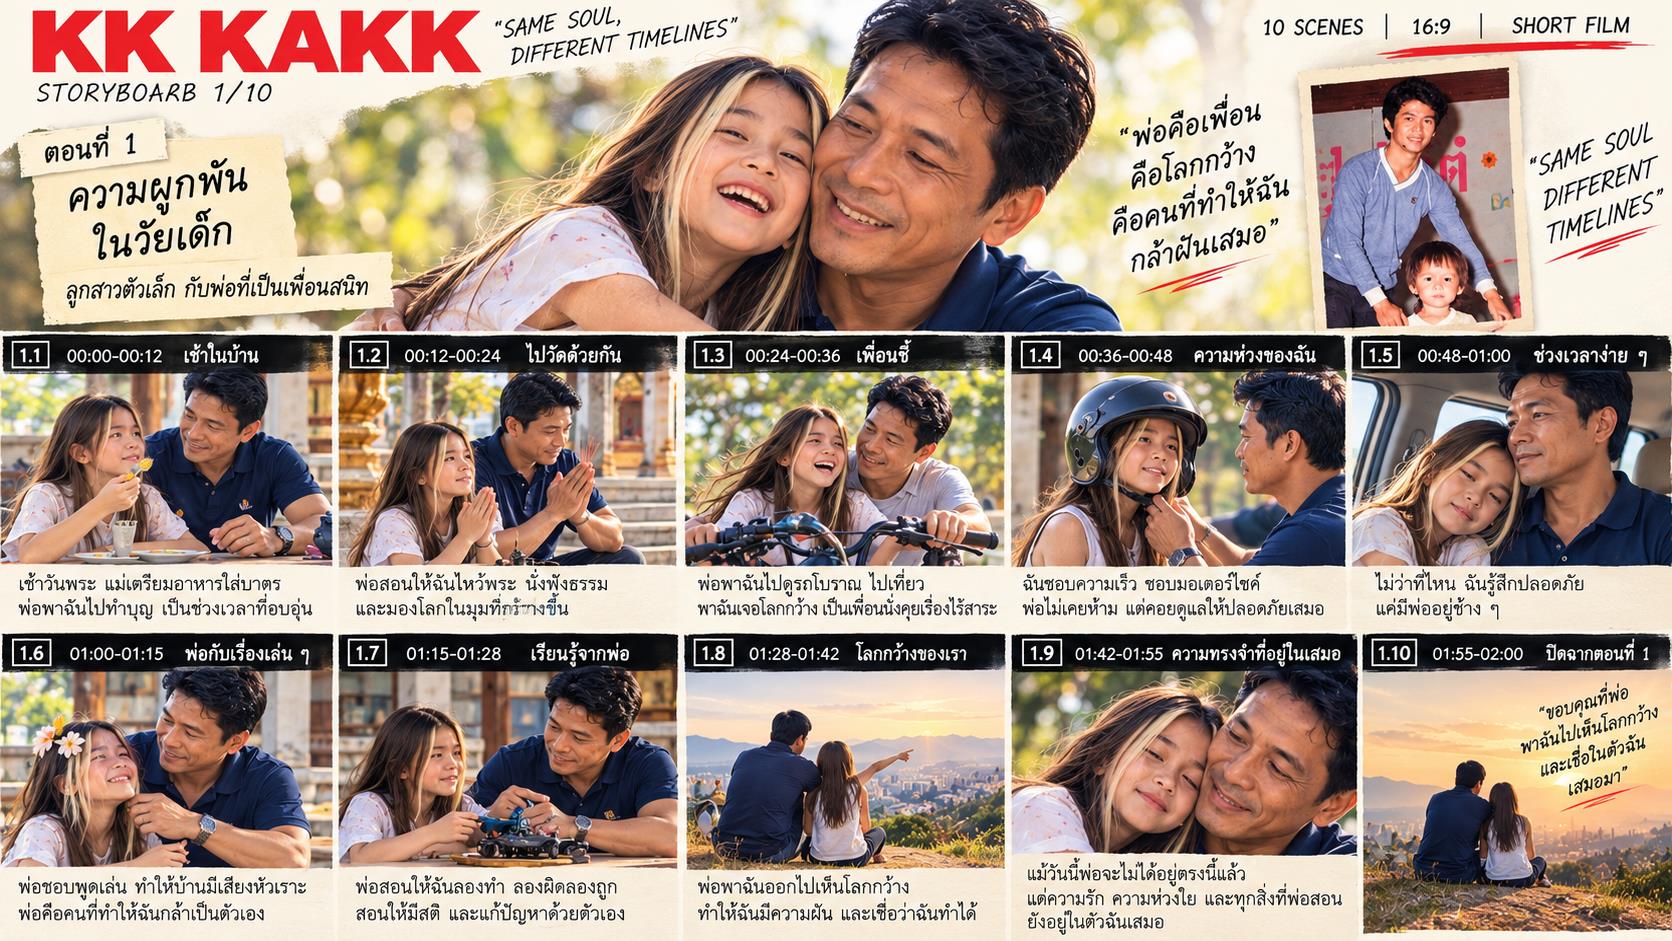 KK KAKK
STORYBOARB 1/10
"SAME SOUL,
DIFFERENT TIMELINES"
10 SCENES | 16:9 | SHORT FILM
ตอนที่ 1
ความผูกพัน
ในวัยเด็ก
ลูกสาวตัวเล็ก กับพ่อที่เป็นเพื่อนสนิท
"พ่อคือเพื่อน
คือโลกกว้าง
คือคนที่ทำให้ฉัน
กล้าฝันเสมอ"
"SAME SOUL
DIFFERENT
TIMELINES"
1.1 00:00-00:12 เช้าในบ้าน
เช้าวันพระ แม่เตรียมอาหารใส่บาตร
พ่อพาฉันไปทำบุญ เป็นช่วงเวลาที่อบอุ่น
1.2 00:12-00:24 ไปวัดด้วยกัน
พ่อสอนให้ฉันไหว้พระ นั่งฟังธรรม
และมองโลกในมุมที่กว้างขึ้น
1.3 00:24-00:36 เพื่อนซี้
พ่อพาฉันไปดูรถโบราณ ไปเที่ยว
พาฉันเจอโลกกว้าง เป็นเพื่อนนั่งคุยเรื่องไร้สาระ
1.4 00:36-00:48 ความห่วงของฉัน
ฉันชอบความเร็ว ชอบมอเตอร์ไซค์
พ่อไม่เคยห้าม แต่คอยดูแลให้ปลอดภัยเสมอ
1.5 00:48-01:00 ช่วงเวลาง่าย ๆ
ไม่ว่าที่ไหน ฉันรู้สึกปลอดภัย
แค่มีพ่ออยู่ข้าง ๆ
1.6 01:00-01:15 พ่อกับเรื่องเล่น ๆ
พ่อชอบพูดเล่น ทำให้บ้านมีเสียงหัวเราะ
พ่อคือคนที่ทำให้ฉันกล้าเป็นตัวเอง
1.7 01:15-01:28 เรียนรู้จากพ่อ
พ่อสอนให้ฉันลองทำ ลองผิดลองถูก
สอนให้มีสติ และแก้ปัญหาด้วยตัวเอง
1.8 01:28-01:42 โลกกว้างของเรา
พ่อพาฉันออกไปเห็นโลกกว้าง
ทำให้ฉันมีความฝัน และเชื่อว่าฉันทำได้
1.9 01:42-01:55 ความทรงจำที่อยู่ในเสมอ
แม้วันนี้พ่อจะไม่ได้อยู่ตรงนี้แล้ว
แต่ความรัก ความห่วงใย และทุกสิ่งที่พ่อสอน
ยังอยู่ในตัวฉันเสมอ
1.10 01:55-02:00 ปิดฉากตอนที่ 1
"ขอบคุณที่พ่อ
พาฉันไปเห็นโลกกว้าง
และเชื่อในตัวฉัน
เสมอมา"